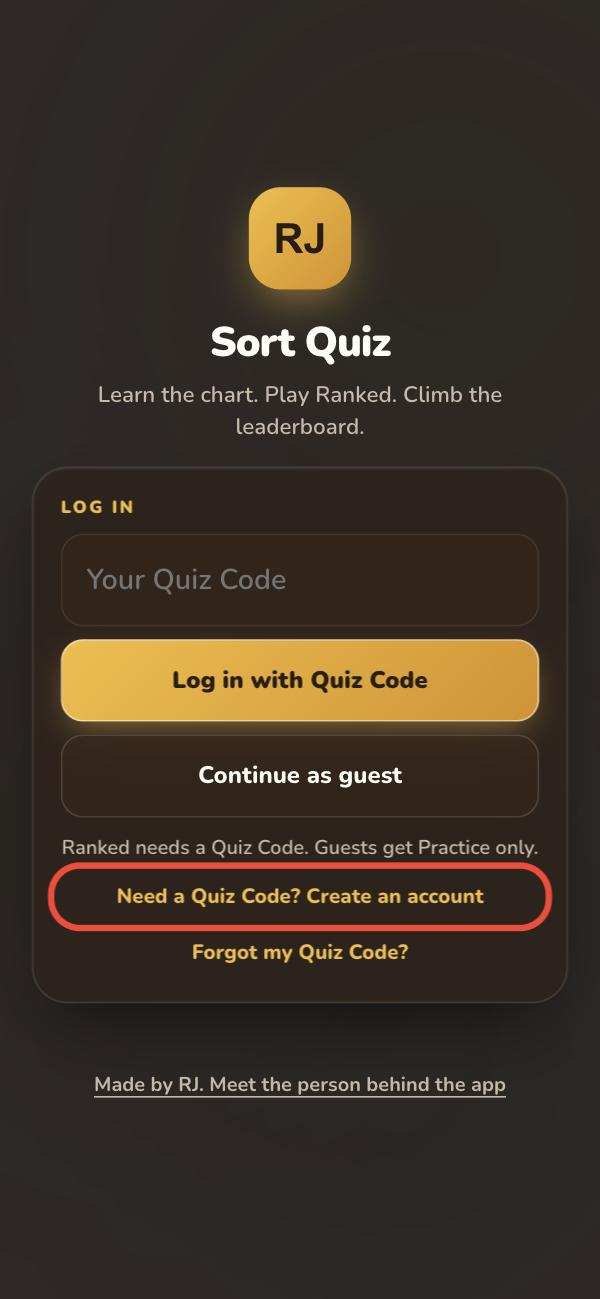 RJ
Sort Quiz
Learn the chart. Play Ranked. Climb the
leaderboard.
LOG IN
Your Quiz Code
Log in with Quiz Code
Continue as guest
Ranked needs a Quiz Code. Guests get Practice only.
Need a Quiz Code? Create an account
Forgot my Quiz Code?
Made by RJ. Meet the person behind the app